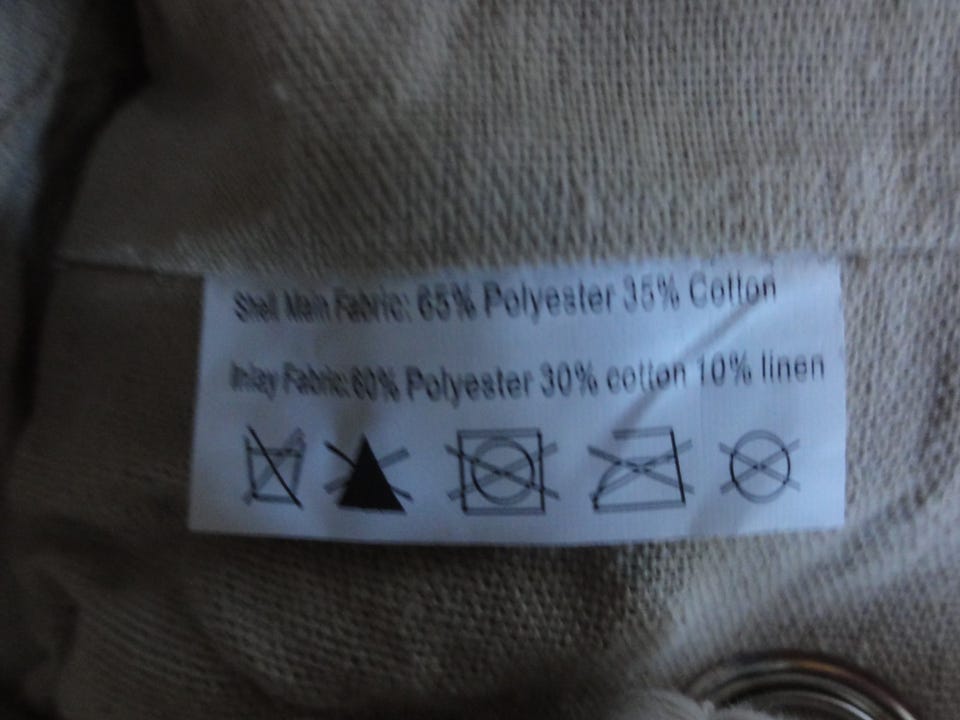 Shell Main Fabric: 65% Polyester 35% Cotton
Inlay Fabric:60% Polyester 30% cotton 10% linen